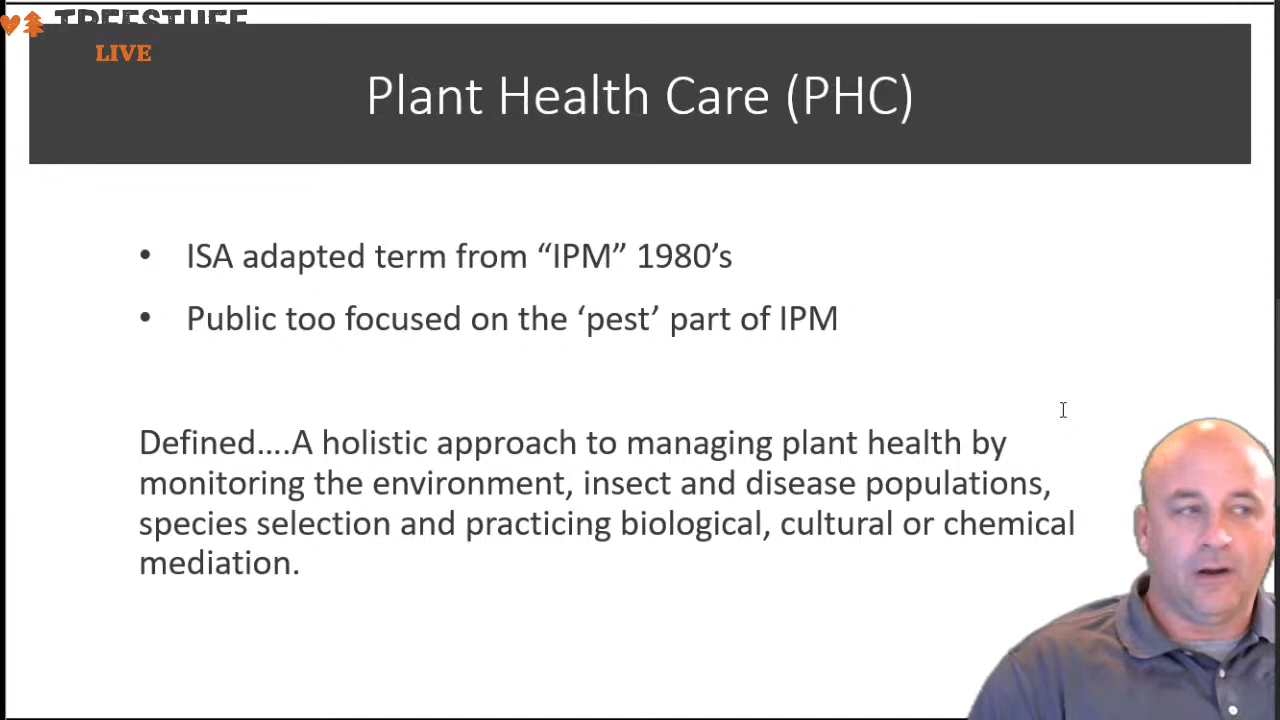 TREESTUFF
LIVE
Plant Health Care (PHC)
• ISA adapted term from “IPM” 1980’s
• Public too focused on the ‘pest’ part of IPM
Defined….A holistic approach to managing plant health by
monitoring the environment, insect and disease populations,
species selection and practicing biological, cultural or chemical
mediation.